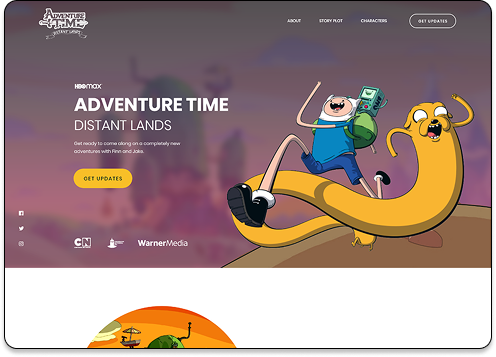 ADVENTURE
TIME
DISTANT LANDS
ABOUT
STORY PLOT
CHARACTERS
GET UPDATES
HBOmax
ADVENTURE TIME
DISTANT LANDS
Get ready to come along on a completely new
adventures with Finn and Jake.
GET UPDATES
CN
WarnerMedia